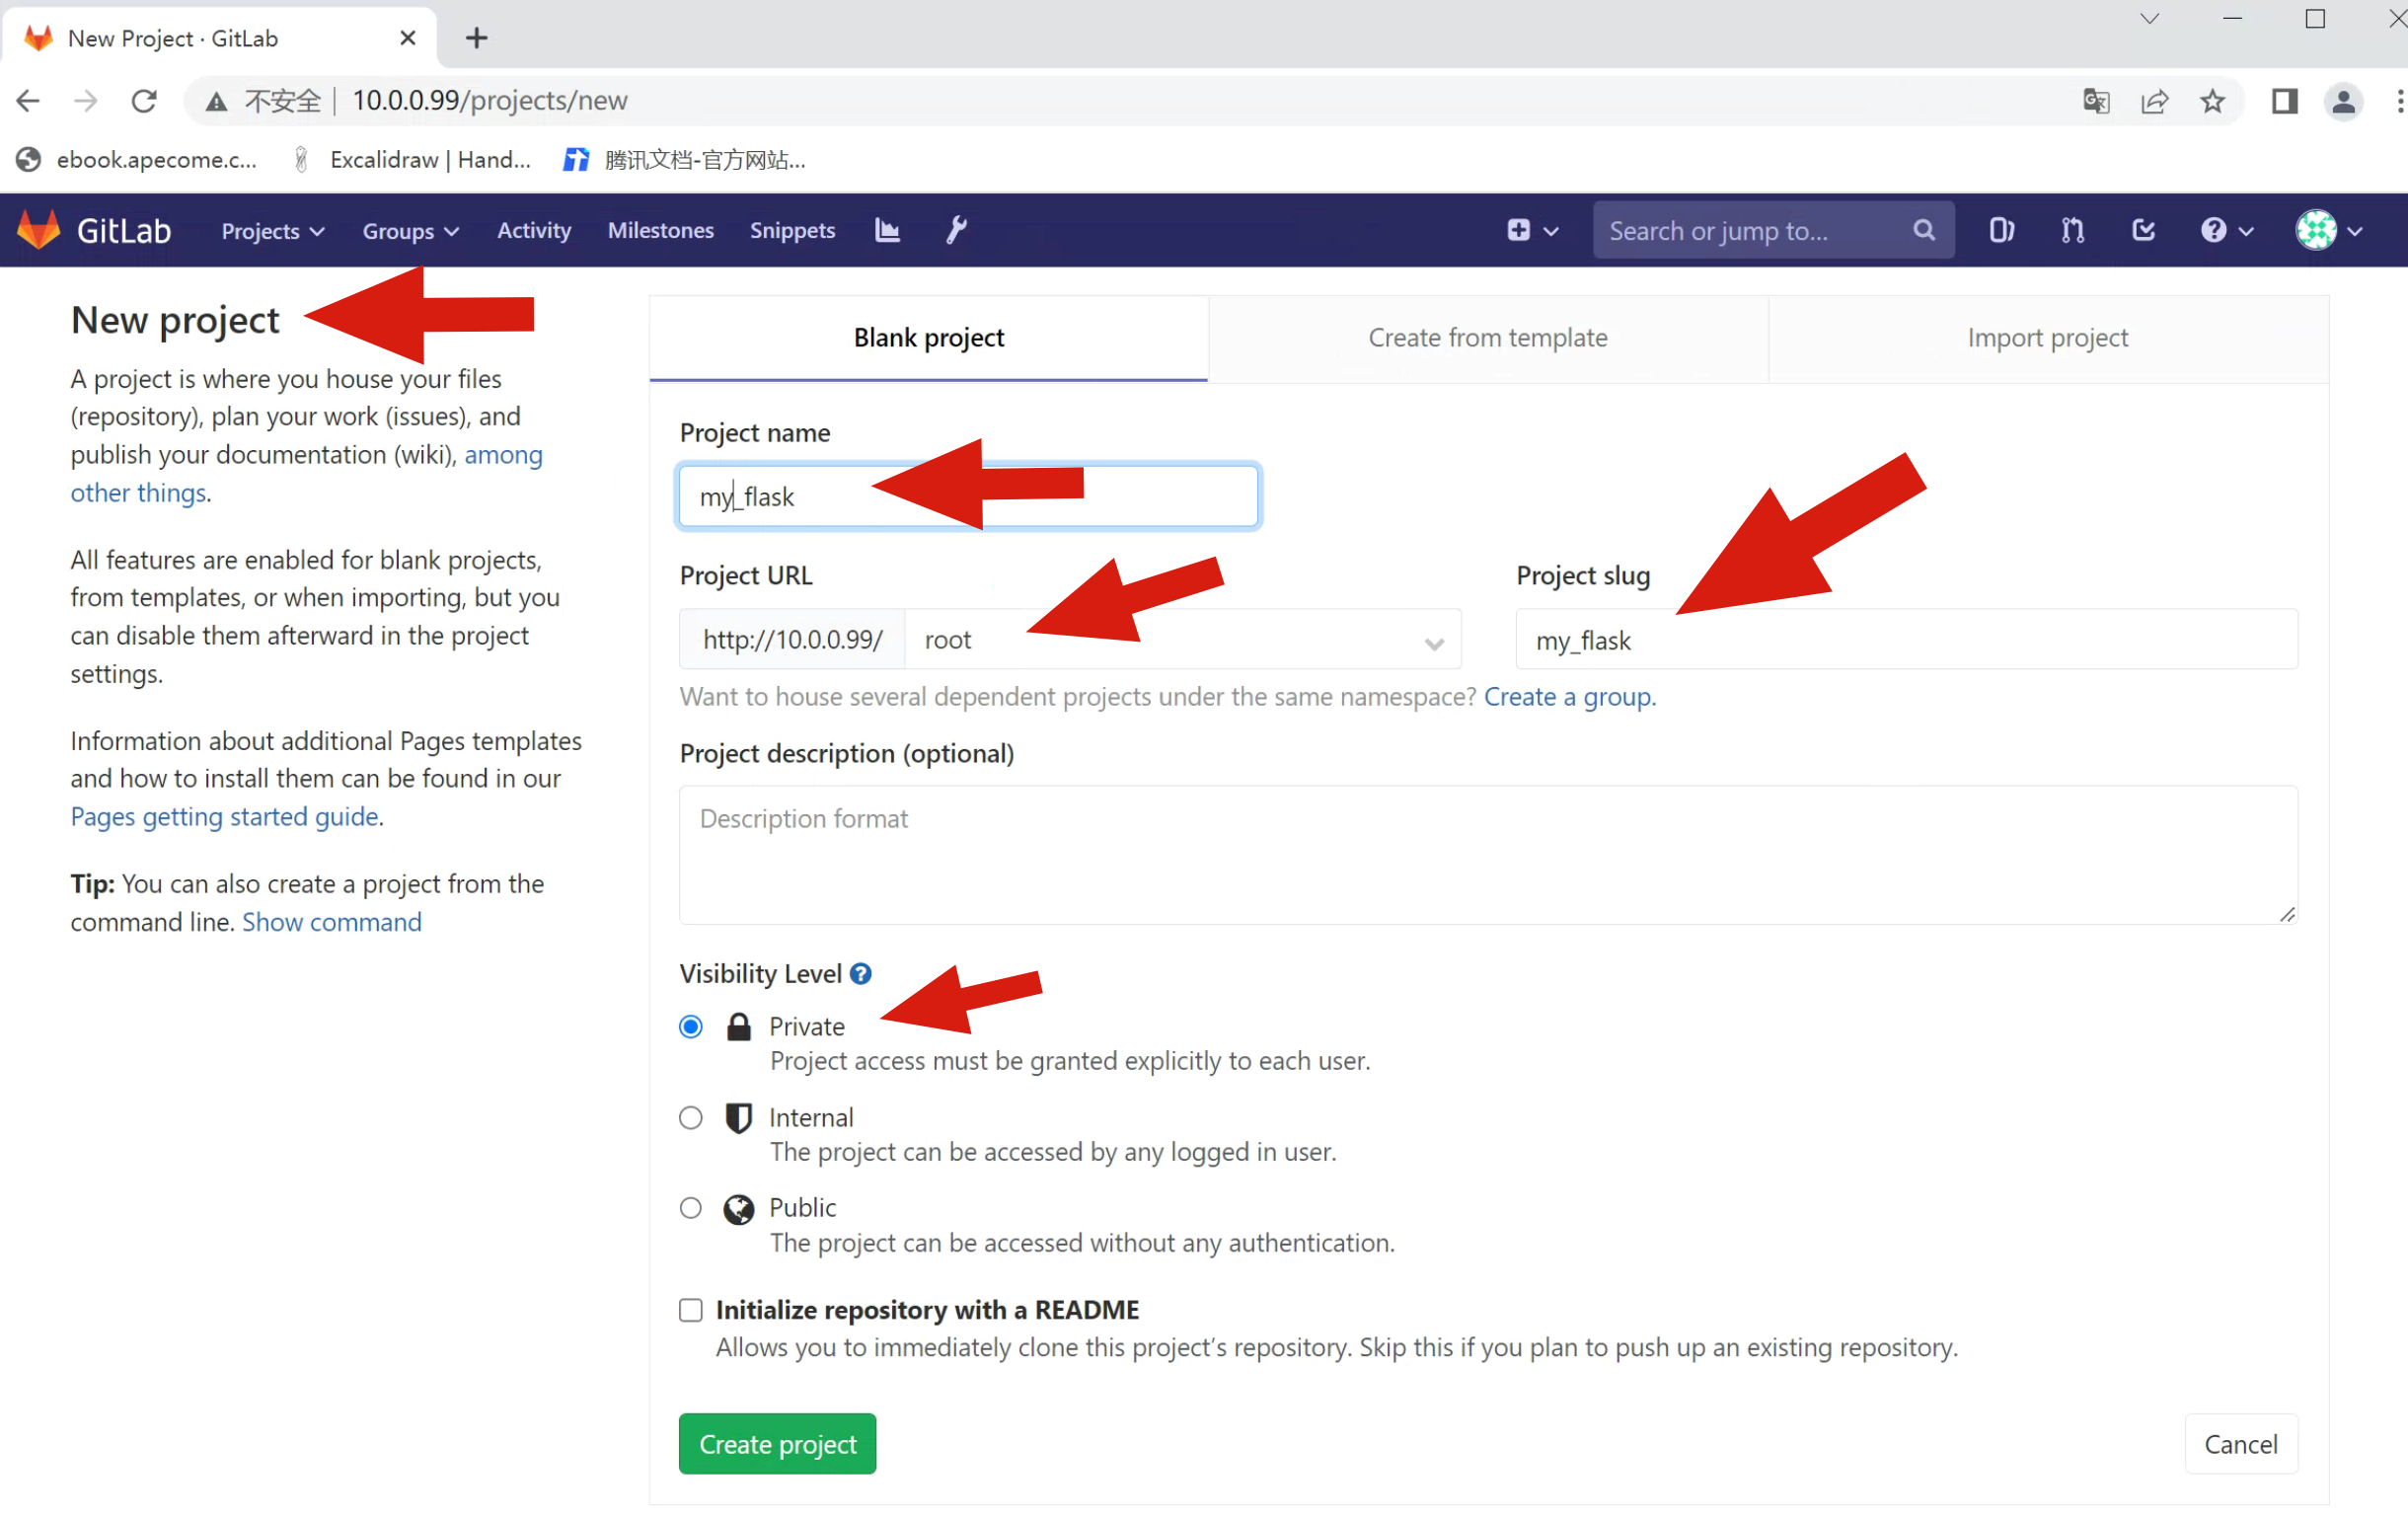 New Project · GitLab
不安全 | 10.0.0.99/projects/new
ebook.apecome.c...
Excalidraw | Hand...
腾讯文档-官方网站...
GitLab
Projects
Groups
Activity
Milestones
Snippets
Search or jump to...
New project
A project is where you house your files
(repository), plan your work (issues), and
publish your documentation (wiki), among
other things.
All features are enabled for blank projects,
from templates, or when importing, but you
can disable them afterward in the project
settings.
Information about additional Pages templates
and how to install them can be found in our
Pages getting started guide.
Tip: You can also create a project from the
command line. Show command
Blank project
Create from template
Import project
Project name
my_flask
Project URL
http://10.0.0.99/
root
Project slug
my_flask
Want to house several dependent projects under the same namespace? Create a group.
Project description (optional)
Description format
Visibility Level
Private
Project access must be granted explicitly to each user.
Internal
The project can be accessed by any logged in user.
Public
The project can be accessed without any authentication.
Initialize repository with a README
Allows you to immediately clone this project’s repository. Skip this if you plan to push up an existing repository.
Create project
Cancel